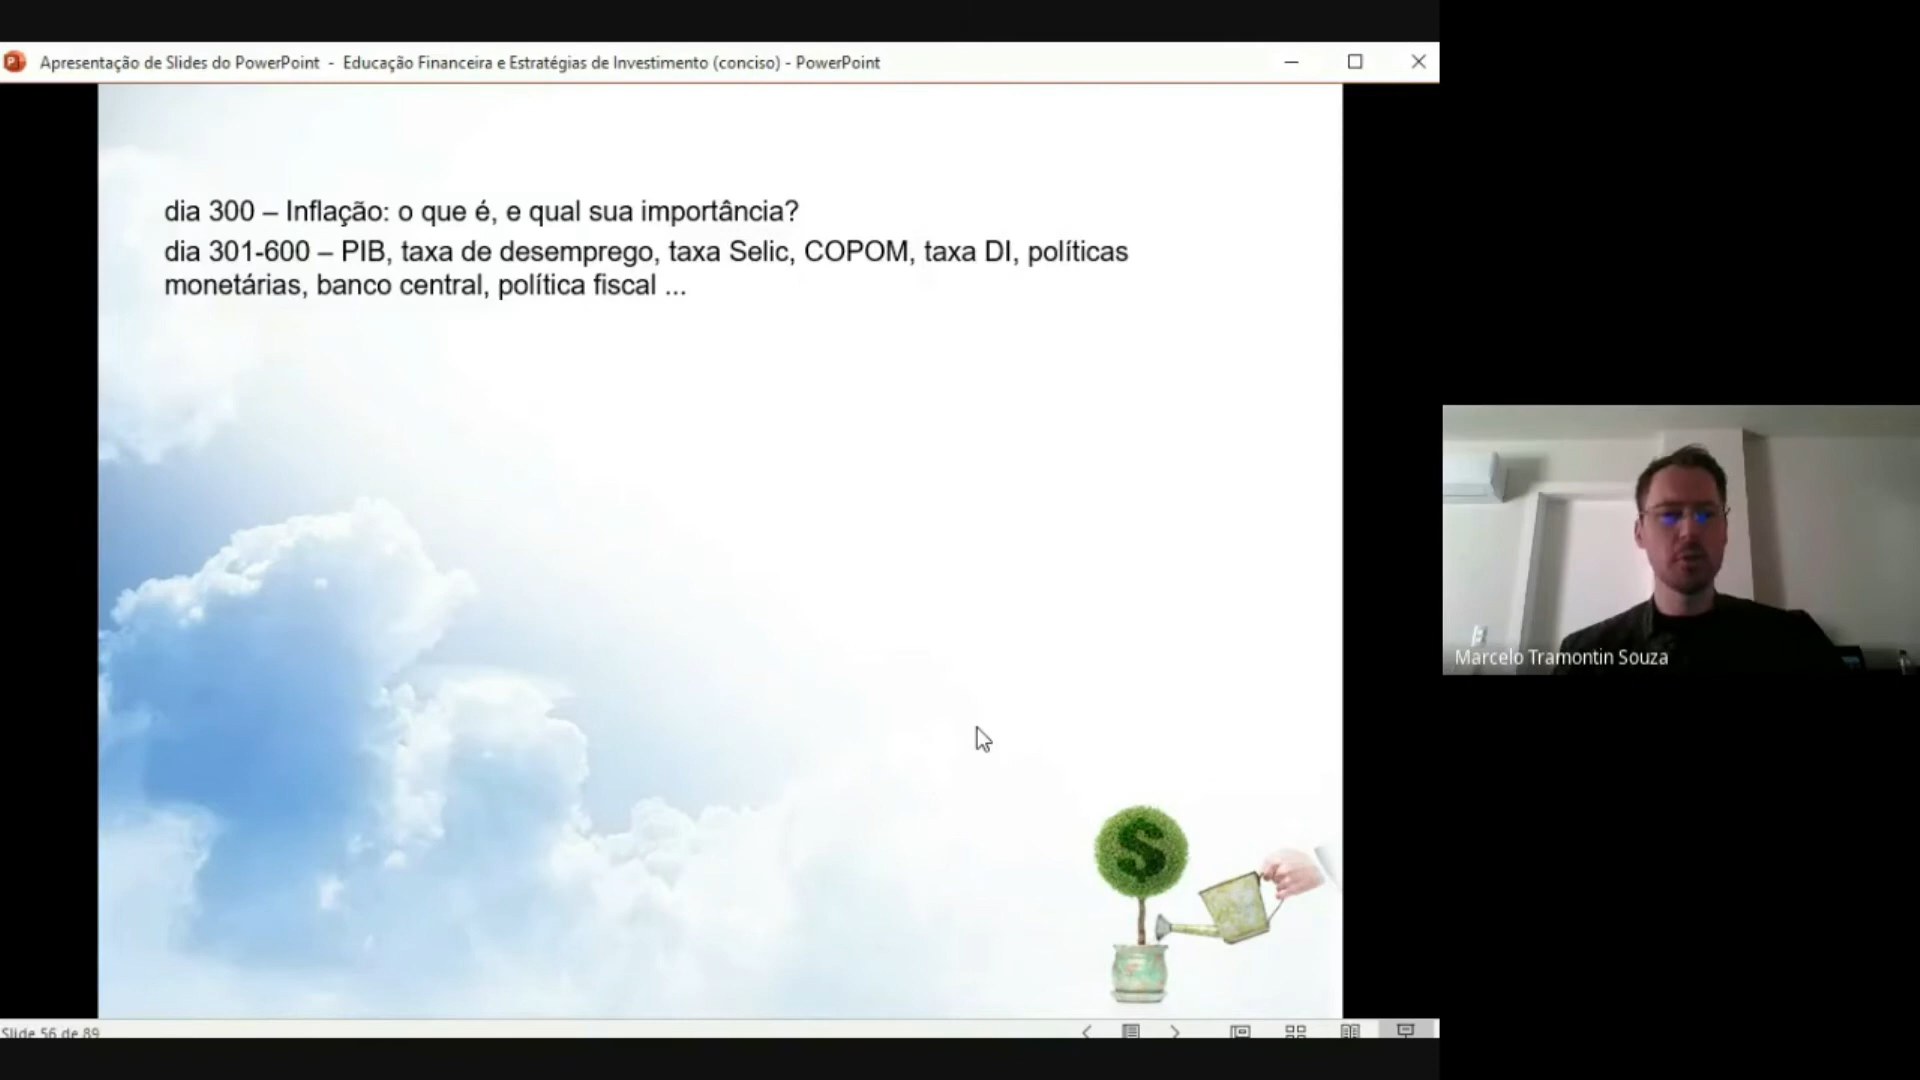 Apresentação de Slides do PowerPoint - Educação Financeira e Estratégias de Investimento (conciso) - PowerPoint
dia 300 – Inflação: o que é, e qual sua importância?
dia 301-600 – PIB, taxa de desemprego, taxa Selic, COPOM, taxa DI, políticas
monetárias, banco central, política fiscal ...
$
Marcelo Tramontin Souza
Slide 56 de 89